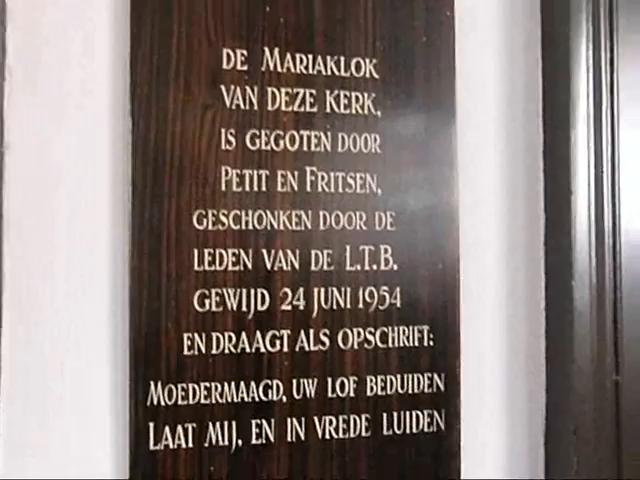 DE MARIAKLOK
VAN DEZE KERK,
IS GEGOTEN DOOR
PETIT EN FRITSEN,
GESCHONKEN DOOR DE
LEDEN VAN DE L.T.B.
GEWIJD 24 JUNI 1954
EN DRAAGT ALS OPSCHRIFT:
MOEDERMAAGD, UW LOF BEDUIDEN
LAAT MIJ, EN IN VREDE LUIDEN